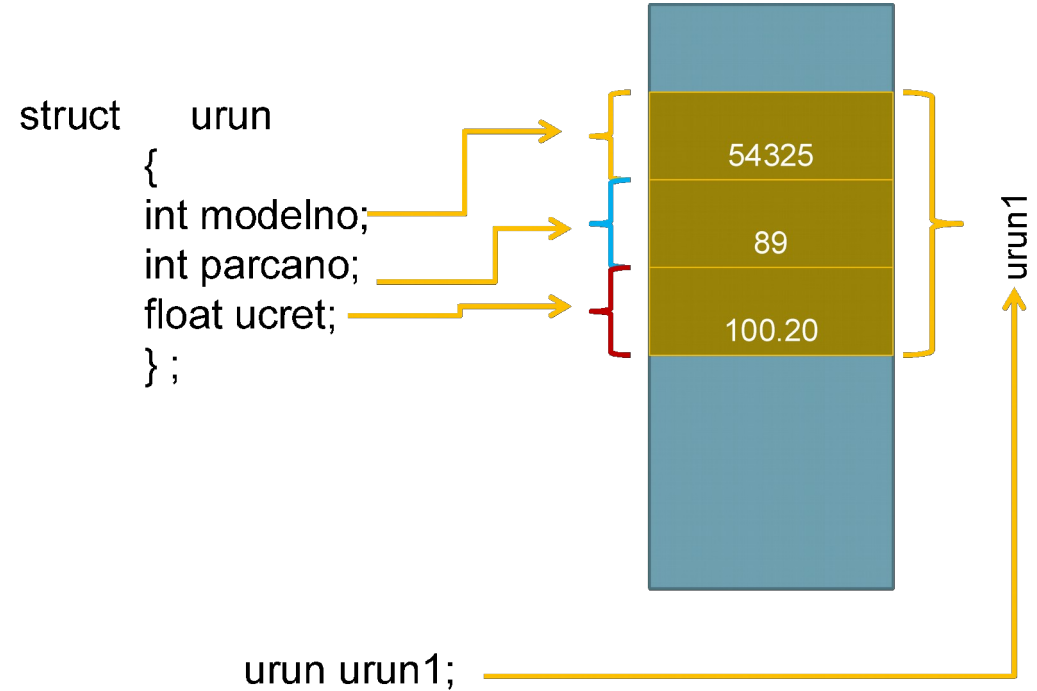 struct urun
{
int modelno;
int parcano;
float ucret;
} ;
54325
89
100.20
urun1
urun urun1;